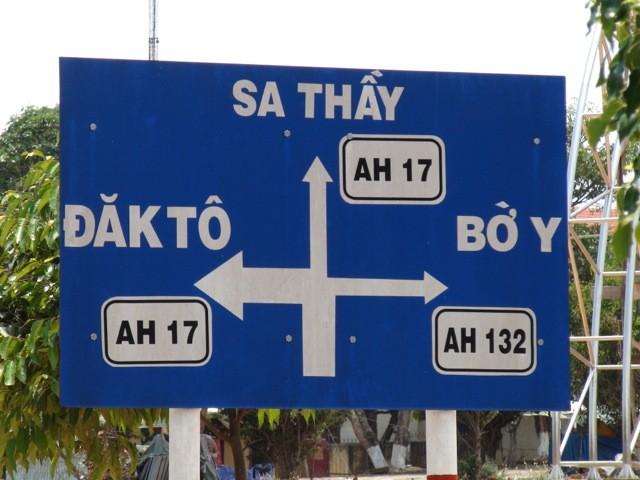 SA THẦY
AH 17
ĐĂK TÔ
BỜ Y
AH 17
AH 132